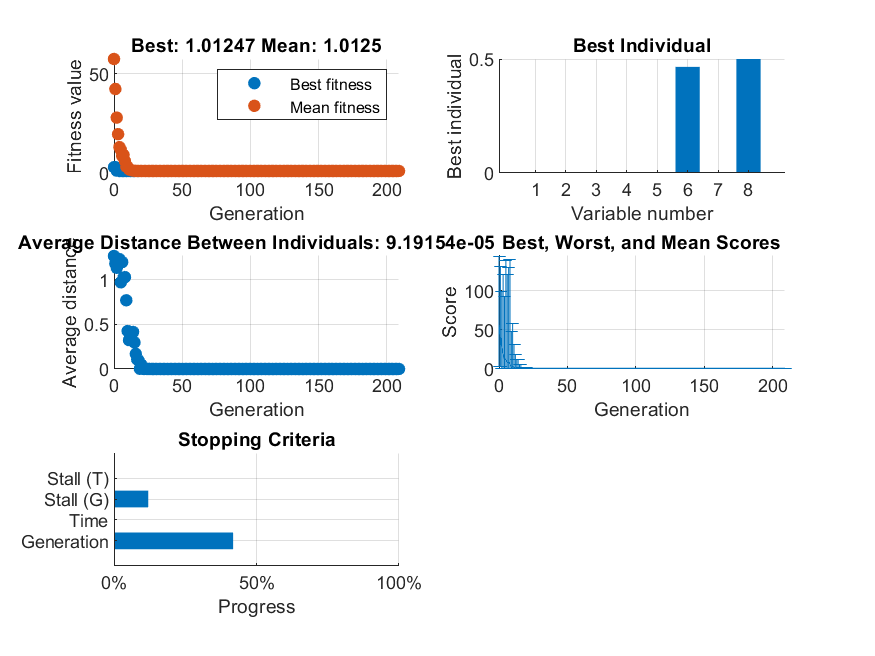 Best: 1.01247 Mean: 1.0125
Fitness value
50
0
Best fitness
Mean fitness
0 50 100 150 200
Generation
Best Individual
Best individual
0.5
0
1 2 3 4 5 6 7 8
Variable number
Average Distance Between Individuals: 9.19154e-05
Average distance
1
0.5
0
0 50 100 150 200
Generation
Best, Worst, and Mean Scores
Score
100
50
0
0 50 100 150 200
Generation
Stopping Criteria
Stall (T)
Stall (G)
Time
Generation
0% 50% 100%
Progress